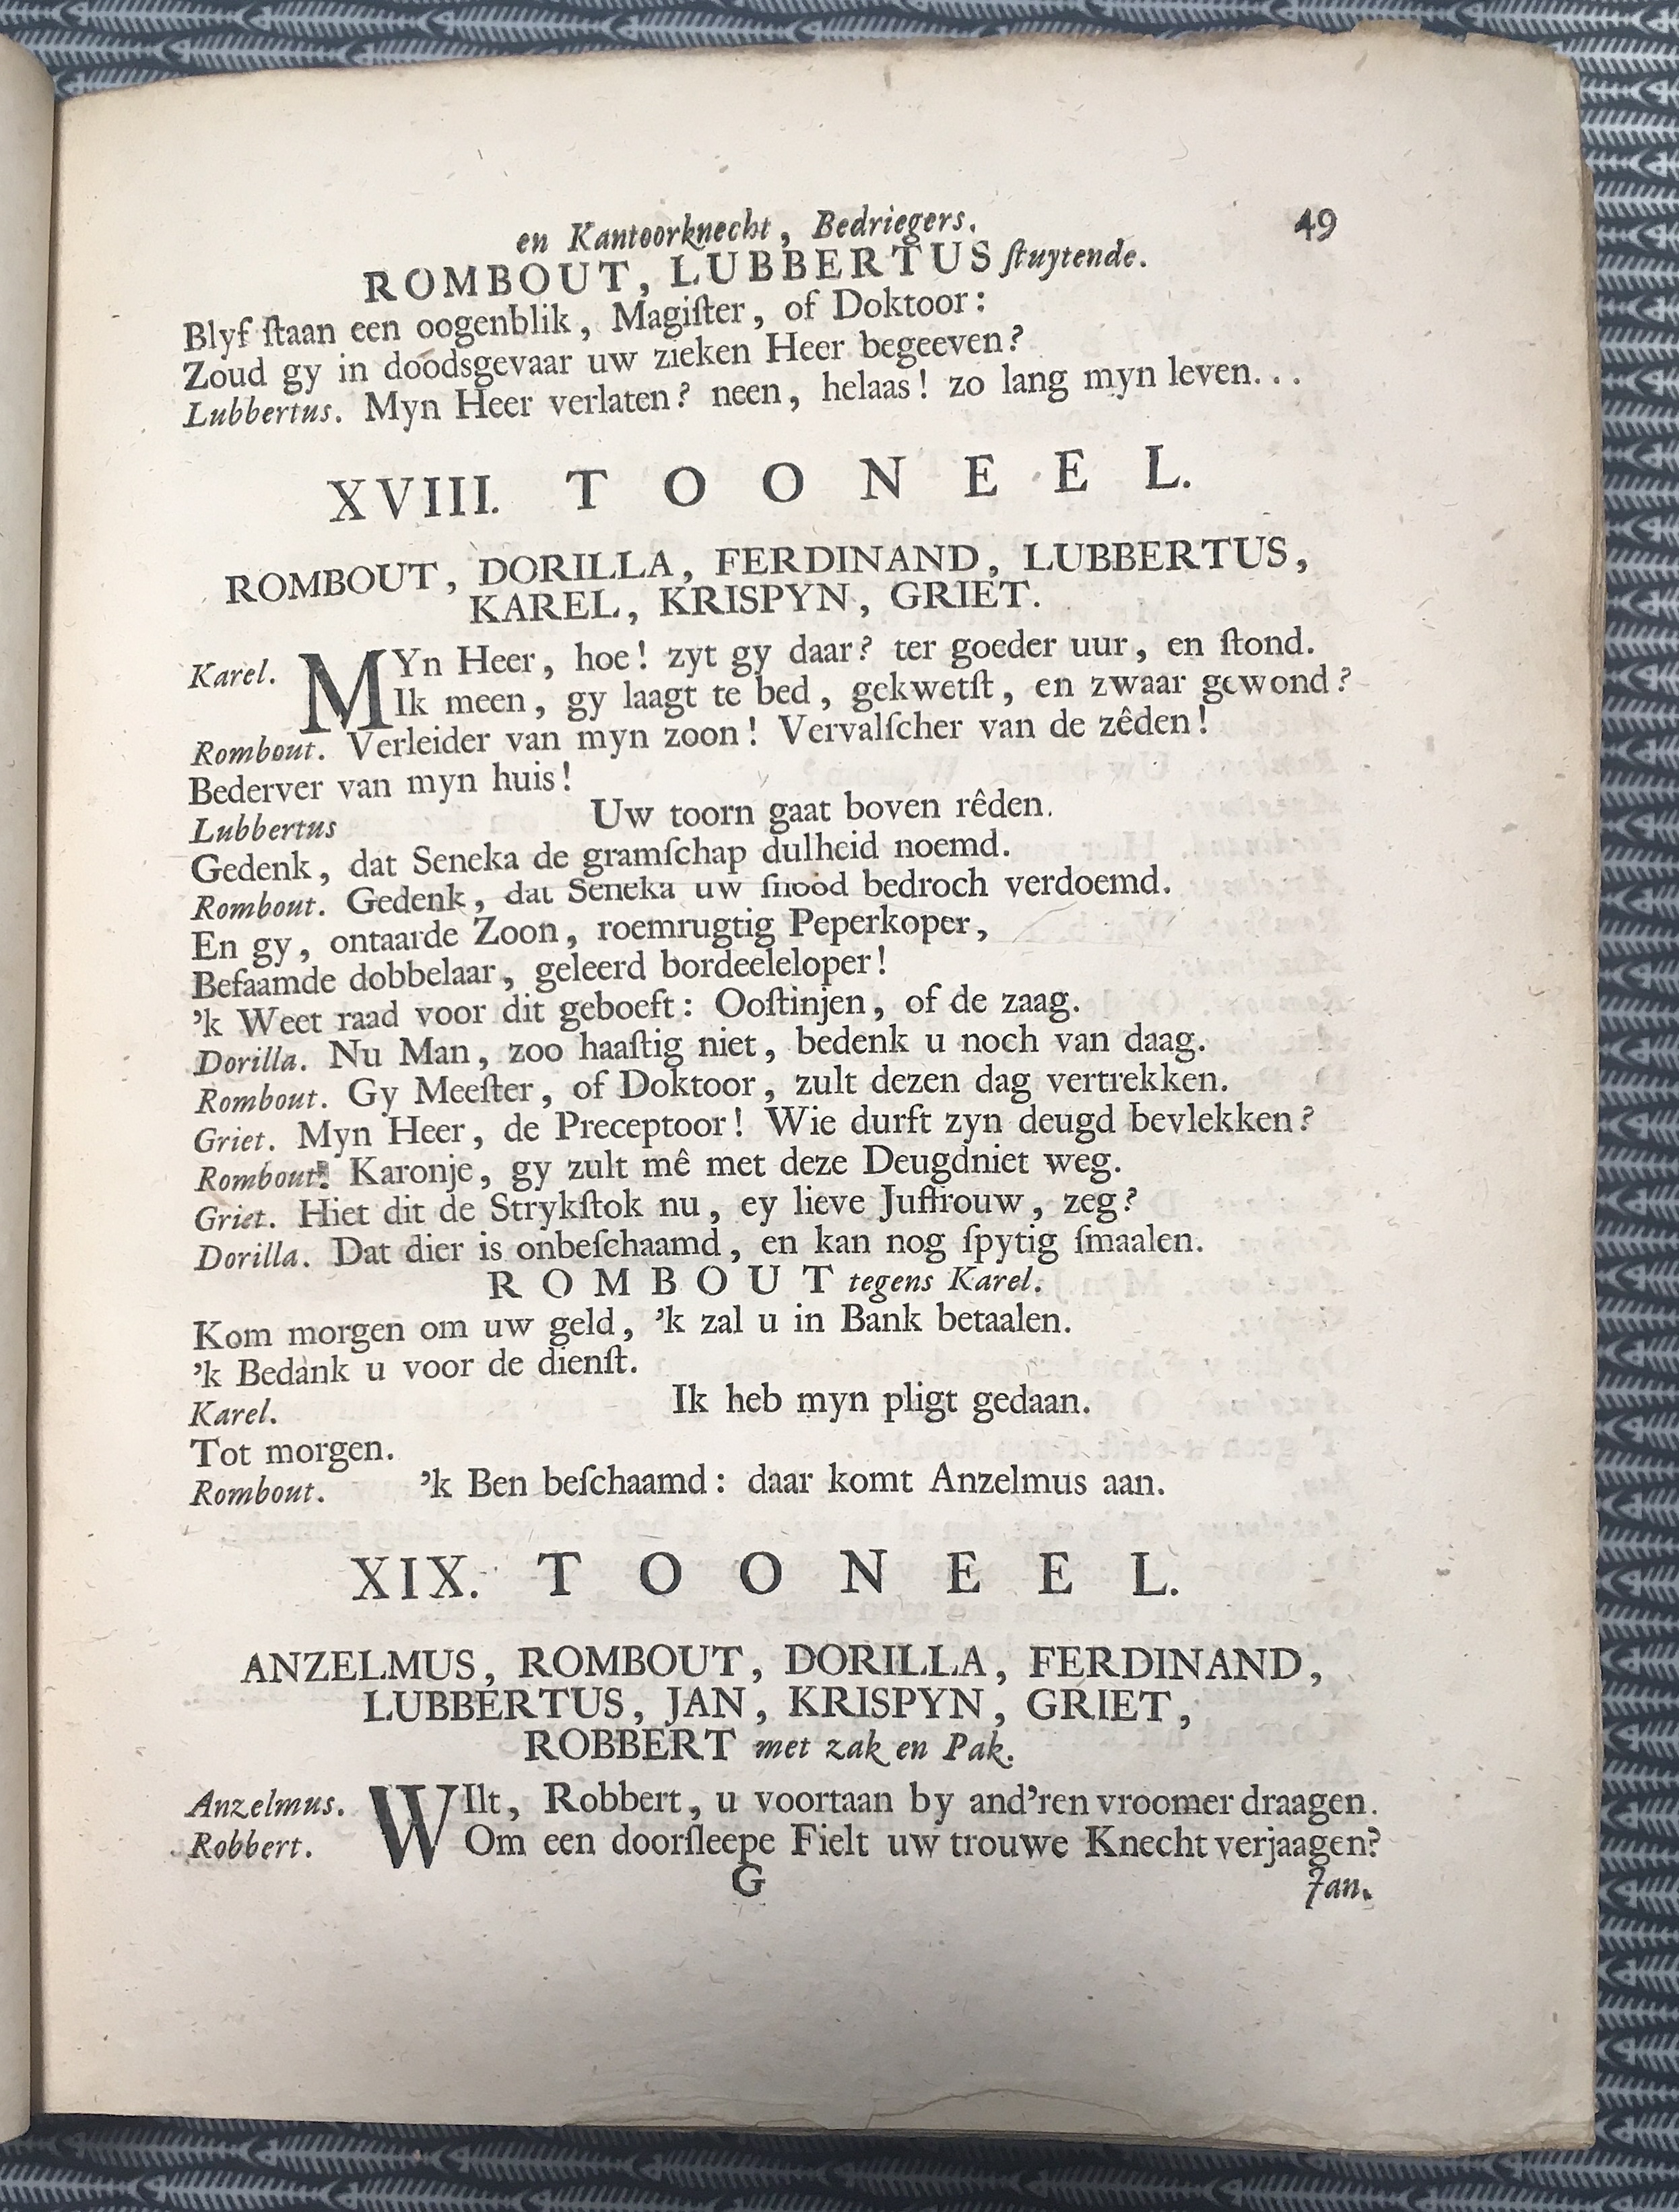 en Kantoorknecht, Bedriegers. 49
ROMBOUT, LUBBERTUS ſtuytende.
Blyf ſtaan een oogenblik, Magiſter, of Doktoor:
Zoud gy in doodsgevaar uw zieken Heer begeeven?
Lubbertus. Myn Heer verlaten? neen, helaas! zo lang myn leven...
XVIII. TOONEEL.
ROMBOUT, DORILLA, FERDINAND, LUBBERTUS,
KAREL, KRISPYN, GRIET.
Karel. MYn Heer, hoe! zyt gy daar? ter goeder uur, en ſtond.
Ik meen, gy laagt te bed, gekwetſt, en zwaar gewond?
Rombout. Verleider van myn zoon! Vervalſcher van de zêden!
Bederver van myn huis!
Lubbertus Uw toorn gaat boven rêden.
Gedenk, dat Seneka de gramſchap dulheid noemd.
Rombout. Gedenk, dat Seneka uw ſnood bedroch verdoemd.
En gy, ontaarde Zoon, roemrugtig Peperkoper,
Befaamde dobbelaar, geleerd bordeeleloper!
'k Weet raad voor dit geboeft: Ooſtinjen, of de zaag.
Dorilla. Nu Man, zoo haaſtig niet, bedenk u noch van daag.
Rombout. Gy Meeſter, of Doktoor, zult dezen dag vertrekken.
Griet. Myn Heer, de Preceptoor! Wie durft zyn deugd bevlekken?
Rombout. Karonje, gy zult mê met deze Deugdniet weg.
Griet. Hiet dit de Strykſtok nu, ey lieve Juffrouw, zeg?
Dorilla. Dat dier is onbeſchaamd, en kan nog ſpytig ſmaalen.
ROMBOUT tegens Karel.
Kom morgen om uw geld, 'k zal u in Bank betaalen.
'k Bedank u voor de dienſt.
Karel. Ik heb myn pligt gedaan.
Tot morgen.
Rombout. 'k Ben beſchaamd: daar komt Anzelmus aan.
XIX. TOONEEL.
ANZELMUS, ROMBOUT, DORILLA, FERDINAND,
LUBBERTUS, JAN, KRISPYN, GRIET,
ROBBERT met zak en Pak.
Anzelmus. WIlt, Robbert, u voortaan by and'ren vroomer draagen.
Robbert. Om een doorſleepe Fielt uw trouwe Knecht verjaagen?
G Jan.